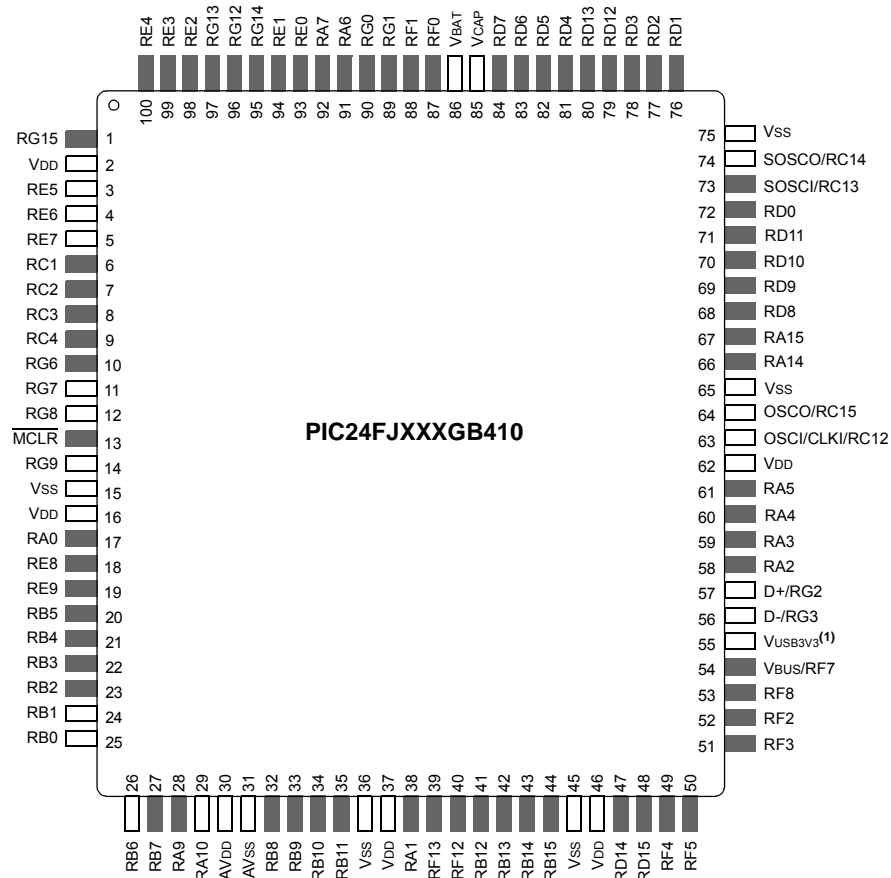 RE4 RE3 RE2 RG13 RG12 RG14 RE1 RE0 RA7 RA6 RG0 RG1 RF1 RF0 VBAT VCAP RD7 RD6 RD5 RD4 RD13 RD12 RD3 RD2 RD1
100 99 98 97 96 95 94 93 92 91 90 89 88 87 86 85 84 83 82 81 80 79 78 77 76
RG15 1
VDD 2
RE5 3
RE6 4
RE7 5
RC1 6
RC2 7
RC3 8
RC4 9
RG6 10
RG7 11
RG8 12
MCLR 13
RG9 14
VSS 15
VDD 16
RA0 17
RE8 18
RE9 19
RB5 20
RB4 21
RB3 22
RB2 23
RB1 24
RB0 25
PIC24FJXXXGB410
75 VSS
74 SOSCO/RC14
73 SOSCI/RC13
72 RD0
71 RD11
70 RD10
69 RD9
68 RD8
67 RA15
66 RA14
65 VSS
64 OSCO/RC15
63 OSCI/CLKI/RC12
62 VDD
61 RA5
60 RA4
59 RA3
58 RA2
57 D+/RG2
56 D-/RG3
55 VUSB3V3(1)
54 VBUS/RF7
53 RF8
52 RF2
51 RF3
26 27 28 29 30 31 32 33 34 35 36 37 38 39 40 41 42 43 44 45 46 47 48 49 50
RB6 RB7 RA9 RA10 AVDD AVSS RB8 RB9 RB10 RB11 VSS VDD RA1 RF13 RF12 RB12 RB13 RB14 RB15 VSS VDD RD14 RD15 RF4 RF5